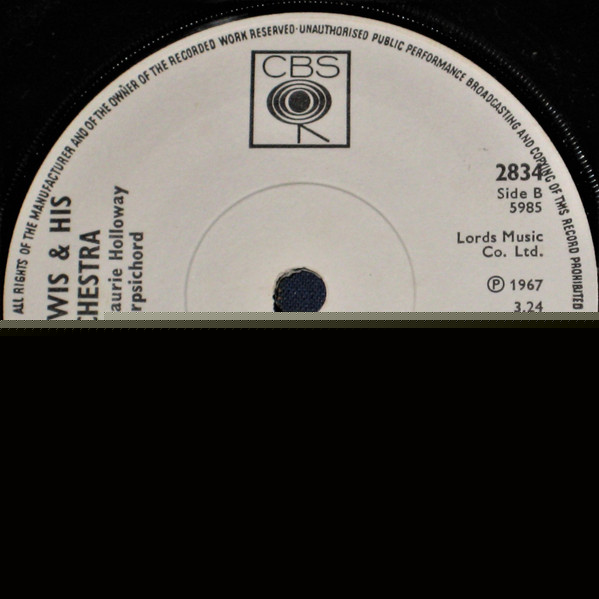 ALL RIGHTS OF THE MANUFACTURER AND OF THE OWNER OF THE RECORDED WORK RESERVED·UNAUTHORISED PUBLIC PERFORMANCE BROADCASTING AND COPYING OF THIS RECORD PROHIBITED
CBS
2834
Side B
5985
Lords Music
Co. Ltd.
Ⓟ 1967
3.24
WIS & HIS
CHESTRA
aurie Holloway
rpsichord